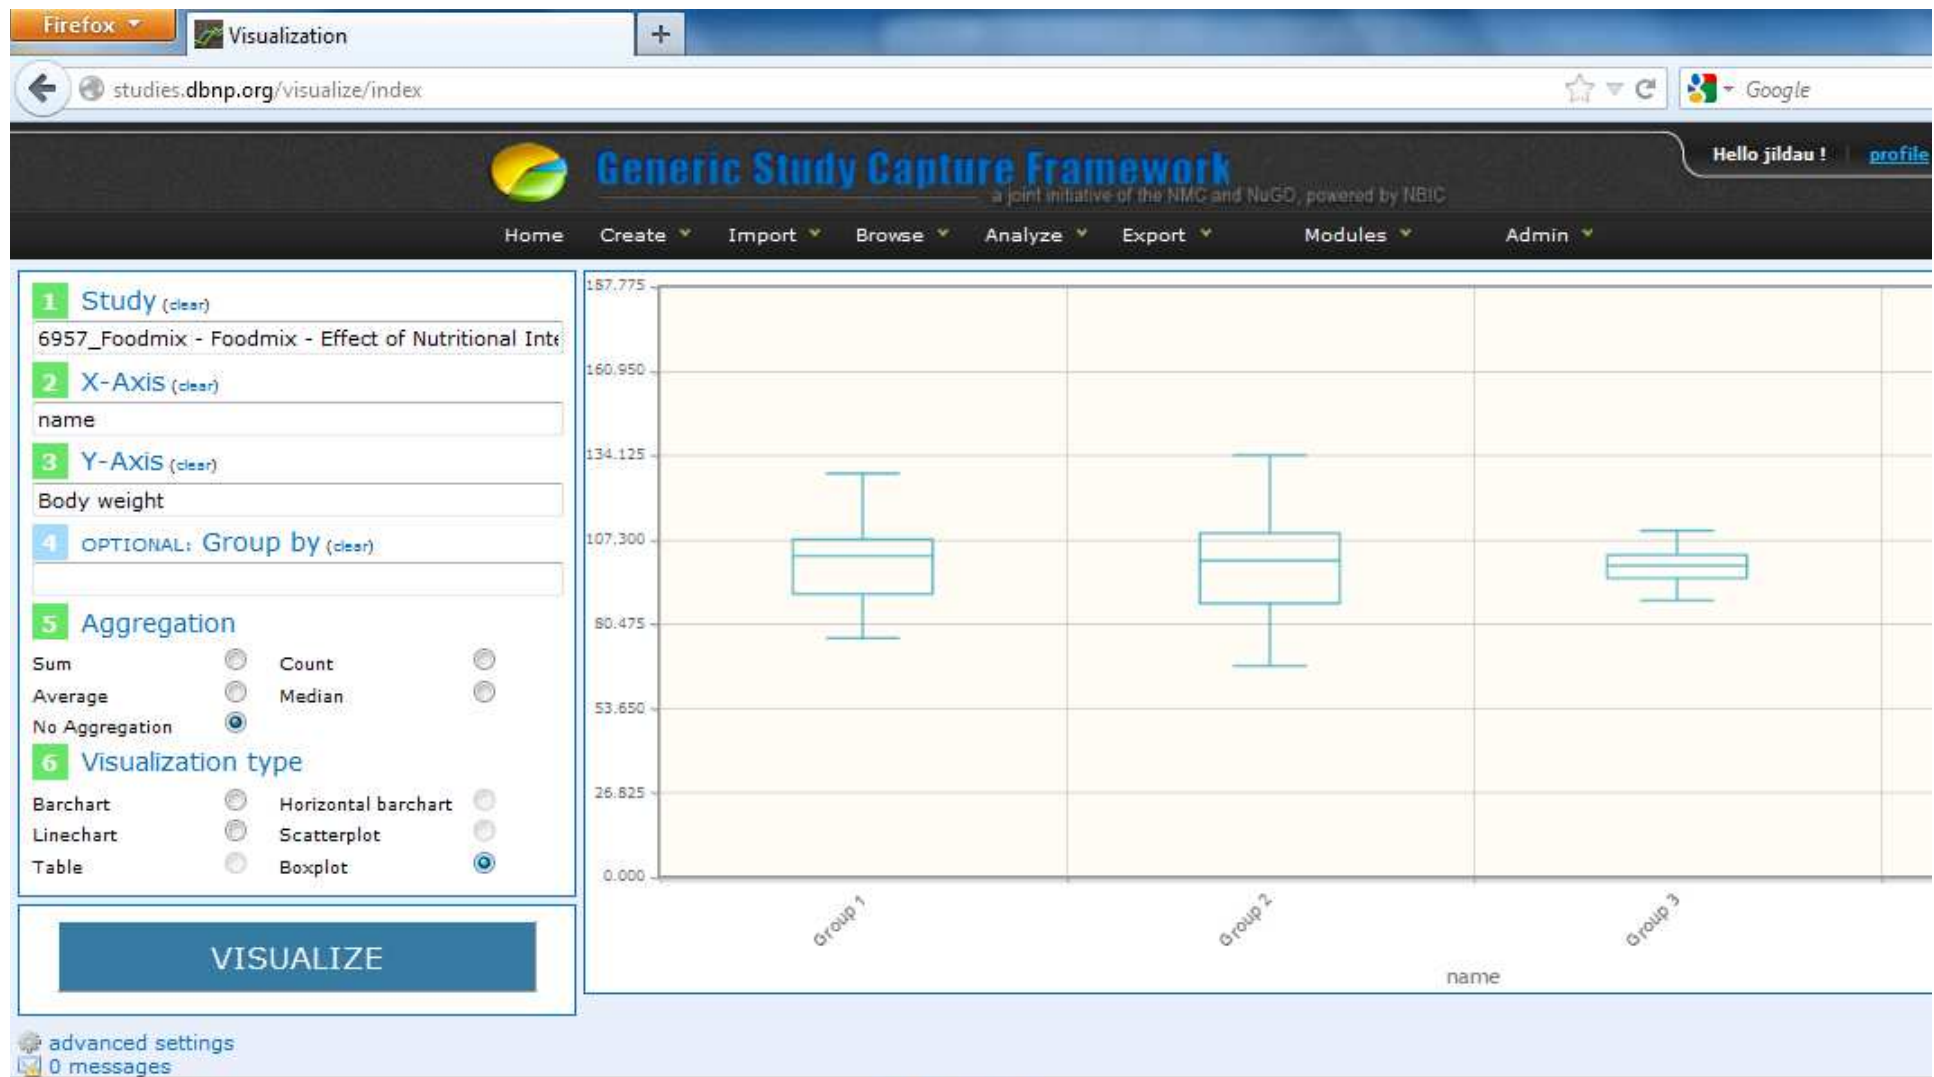 Firefox
Visualization
+
studies.dbnp.org/visualize/index
Google
Generic Study Capture Framework
a joint initiative of the NMC and NuGO, powered by NBIC
Hello jildau !
profile
Home Create Import Browse Analyze Export Modules Admin
1 Study (clear)
6957_Foodmix - Foodmix - Effect of Nutritional Inte
2 X-Axis (clear)
name
3 Y-Axis (clear)
Body weight
4 OPTIONAL: Group by (clear)
5 Aggregation
Sum Count
Average Median
No Aggregation
6 Visualization type
Barchart Horizontal barchart
Linechart Scatterplot
Table Boxplot
VISUALIZE
advanced settings
0 messages
187.775
160.950
134.125
107.300
80.475
53.650
26.825
0.000
Group 1 Group 2 Group 3
name